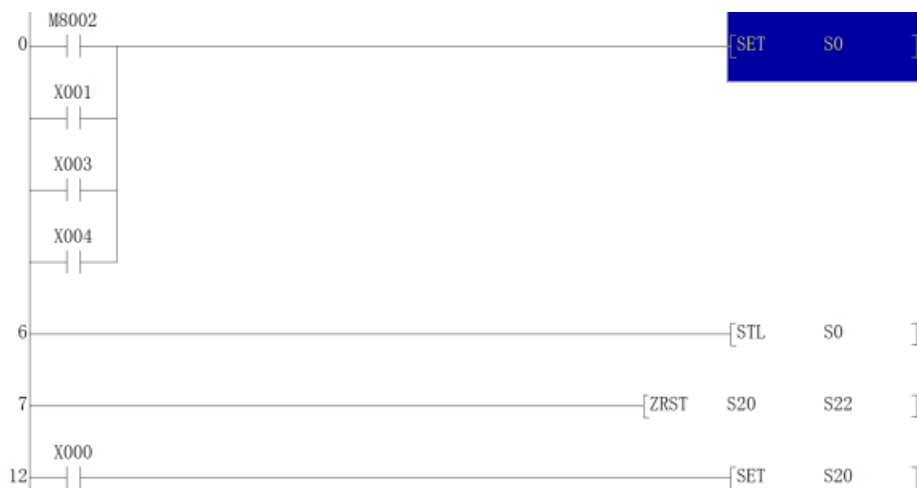 M8002
0 [SET S0 ]
X001
X003
X004
6 [STL S0 ]
7 [ZRST S20 S22 ]
X000
12 [SET S20 ]